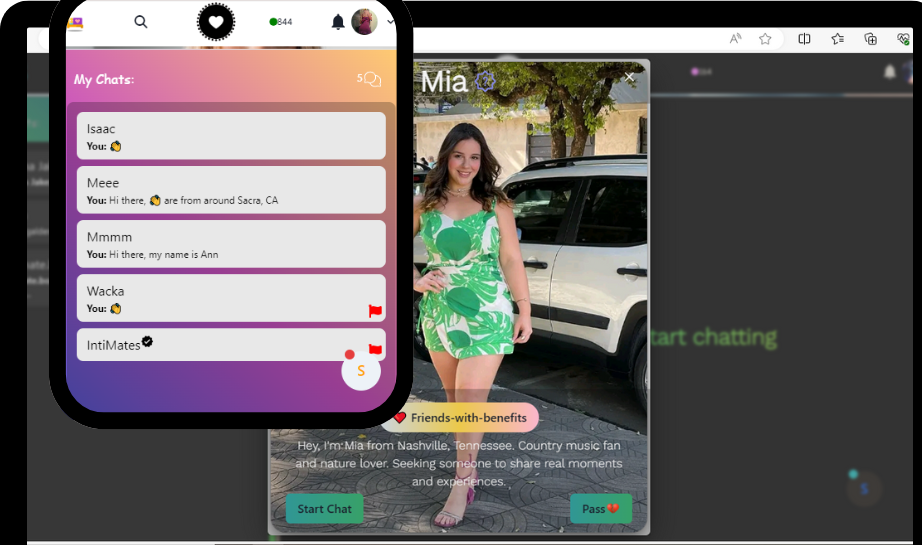 844
My Chats:
5
Isaac
You: 👏
Meee
You: Hi there, 👏 are from around Sacra, CA
Mmmm
You: Hi there, my name is Ann
Wacka
You: 👏
IntiMates
S
Mia
Friends-with-benefits
Hey, I'm Mia from Nashville, Tennessee. Country music fan
and nature lover. Seeking someone to share real moments
and experiences.
Start Chat
Pass
tart chatting
S